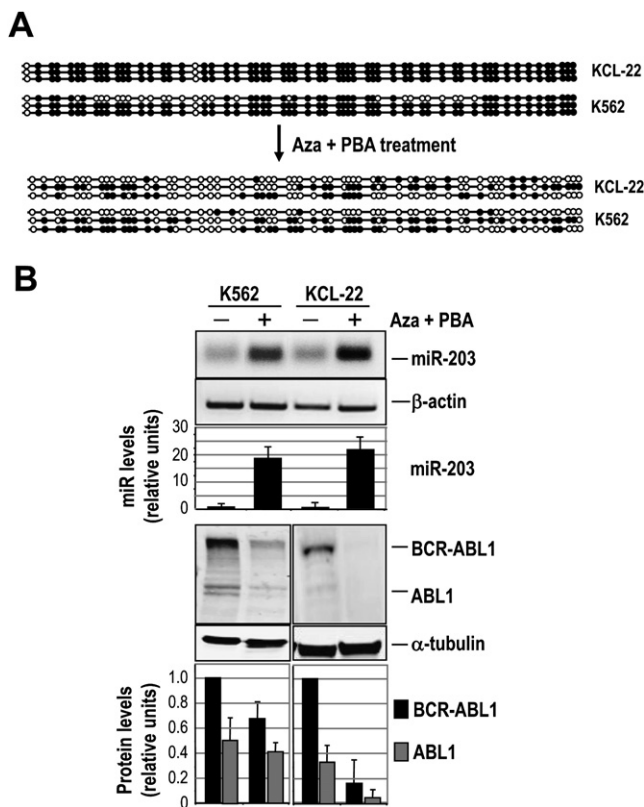 A
KCL-22
K562
Aza + PBA treatment
KCL-22
K562
B
K562 KCL-22
– + – + Aza + PBA
miR-203
β-actin
miR levels
(relative units)
30
20
10
0
miR-203
BCR-ABL1
ABL1
α-tubulin
Protein levels
(relative units)
1.0
0.8
0.6
0.4
0.2
0
BCR-ABL1
ABL1